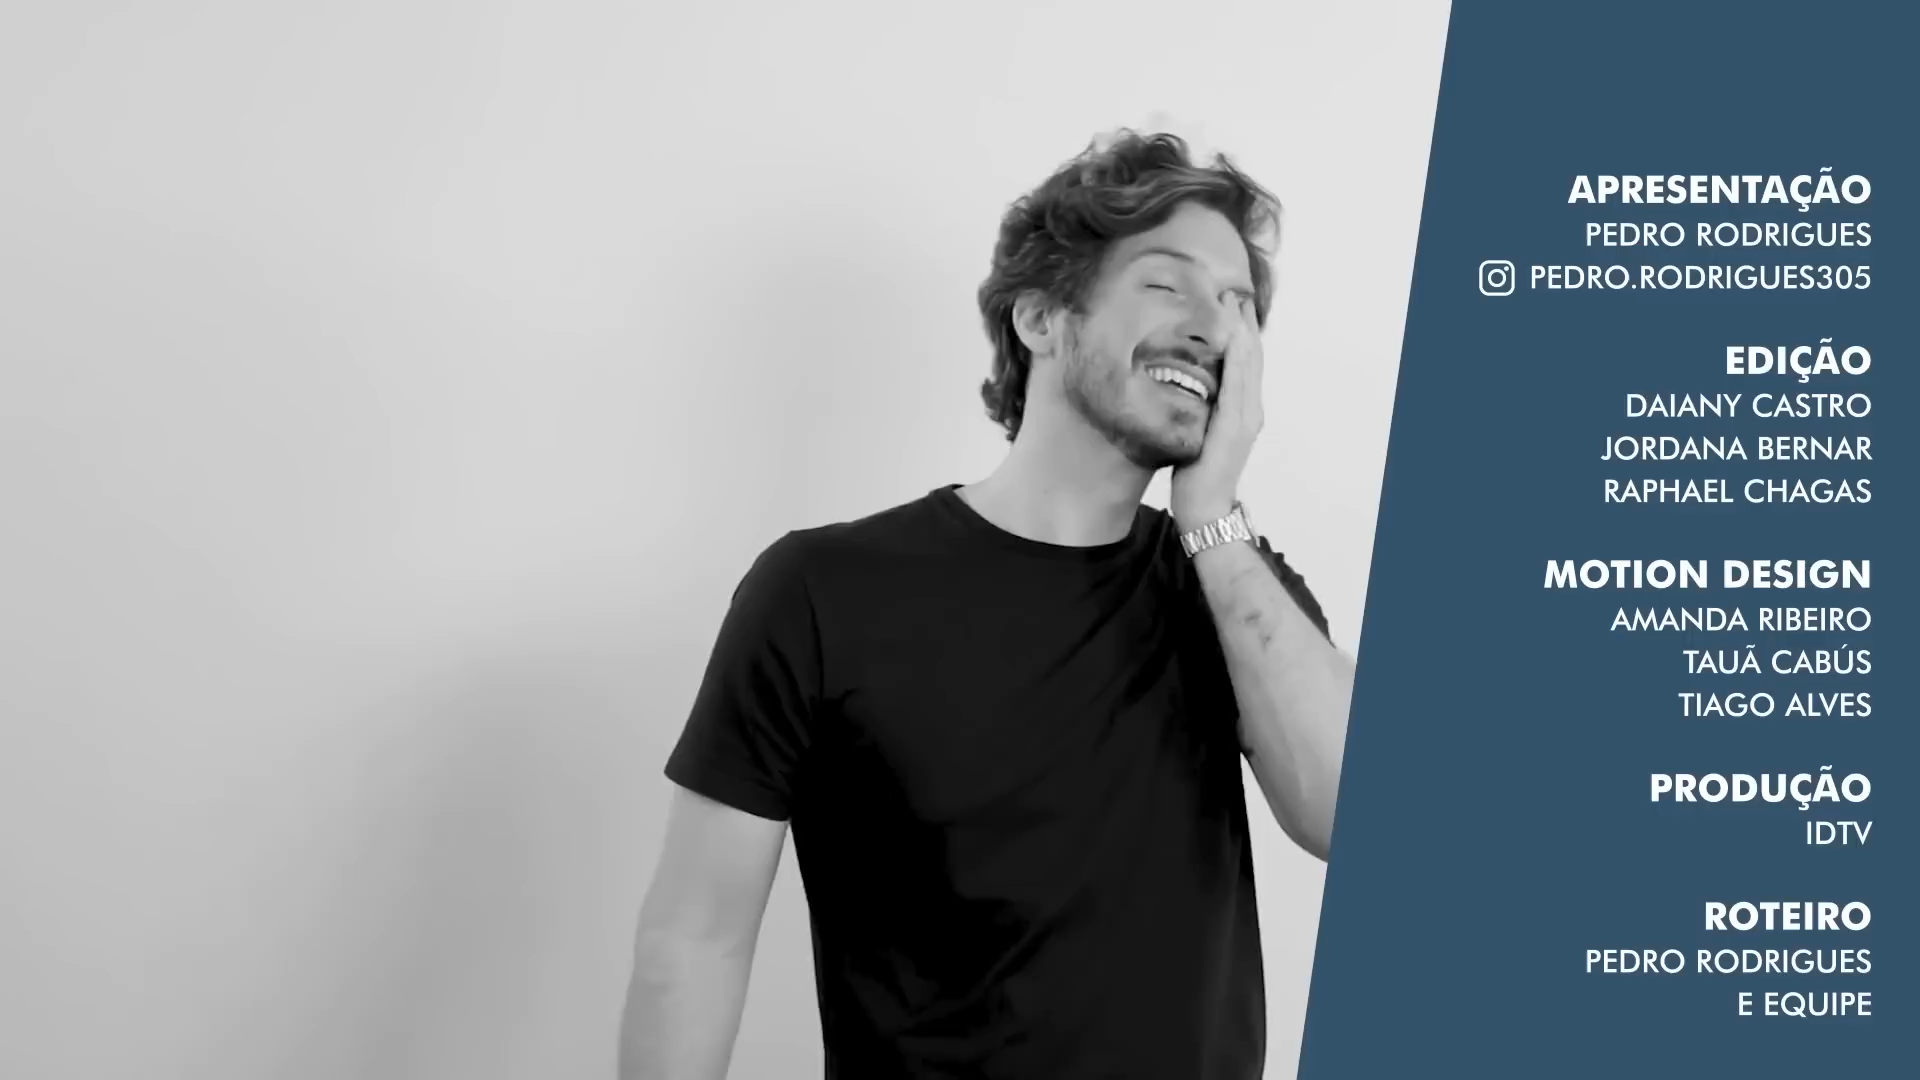 APRESENTAÇÃO
PEDRO RODRIGUES
PEDRO.RODRIGUES305
EDIÇÃO
DAIANY CASTRO
JORDANA BERNAR
RAPHAEL CHAGAS
MOTION DESIGN
AMANDA RIBEIRO
TAUÃ CABÚS
TIAGO ALVES
PRODUÇÃO
IDTV
ROTEIRO
PEDRO RODRIGUES
E EQUIPE